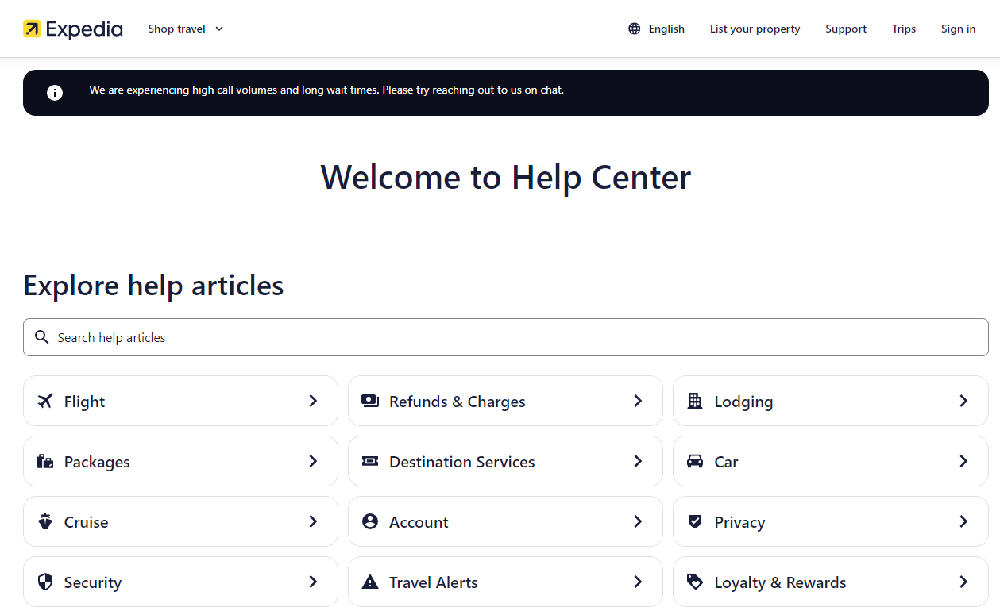 Expedia Shop travel English List your property Support Trips Sign in
We are experiencing high call volumes and long wait times. Please try reaching out to us on chat.
Welcome to Help Center
Explore help articles
Search help articles
Flight Refunds & Charges Lodging
Packages Destination Services Car
Cruise Account Privacy
Security Travel Alerts Loyalty & Rewards